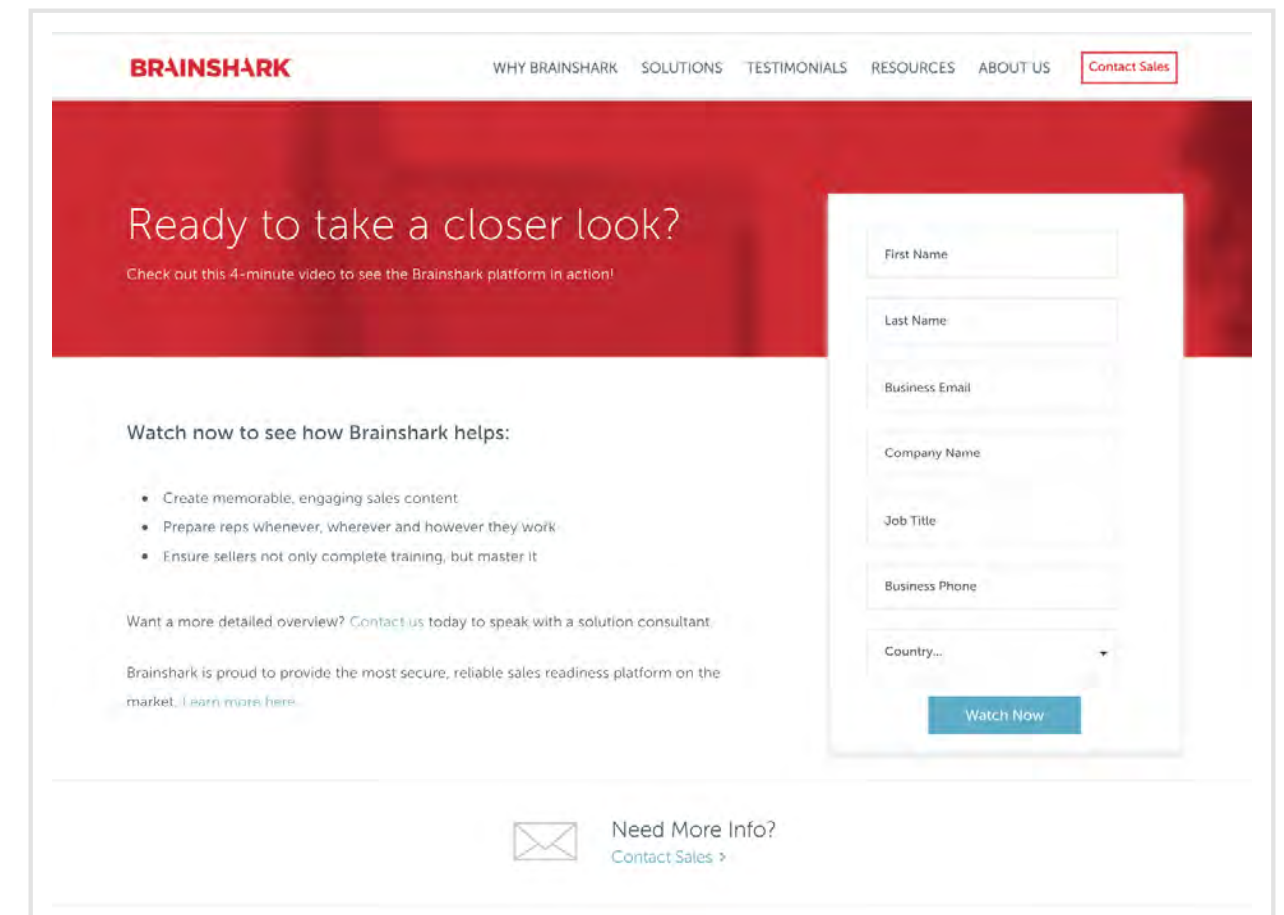 BRAINSHARK
WHY BRAINSHARK SOLUTIONS TESTIMONIALS RESOURCES ABOUT US Contact Sales
Ready to take a closer look?
Check out this 4-minute video to see the Brainshark platform in action!
Watch now to see how Brainshark helps:
• Create memorable, engaging sales content
• Prepare reps whenever, wherever and however they work
• Ensure sellers not only complete training, but master it
Want a more detailed overview? Contact us today to speak with a solution consultant.
Brainshark is proud to provide the most secure, reliable sales readiness platform on the
market. Learn more here.
First Name
Last Name
Business Email
Company Name
Job Title
Business Phone
Country...
Watch Now
Need More Info?
Contact Sales >